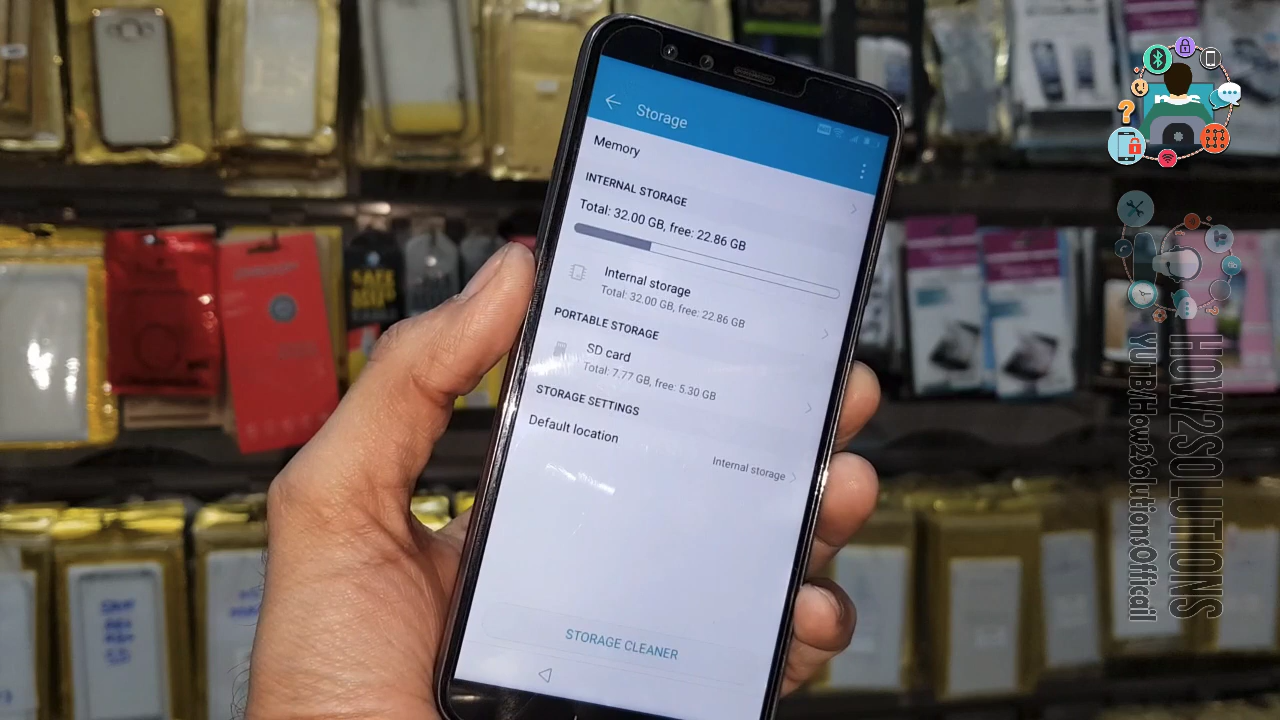 Storage
Memory
INTERNAL STORAGE
Total: 32.00 GB, free: 22.86 GB
Internal storage
Total: 32.00 GB, free: 22.86 GB
PORTABLE STORAGE
SD card
Total: 7.77 GB, free: 5.30 GB
STORAGE SETTINGS
Default location
Internal storage
STORAGE CLEANER
HOW2SOLUTIONS
YUTB/How2SolutionsOfficail
SAFE